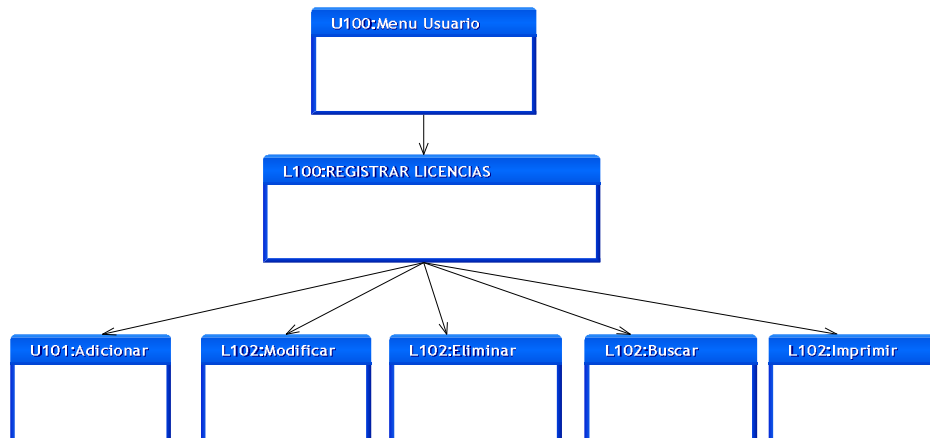 U100:Menu Usuario
L100:REGISTRAR LICENCIAS
U101:Adicionar
L102:Modificar
L102:Eliminar
L102:Buscar
L102:Imprimir